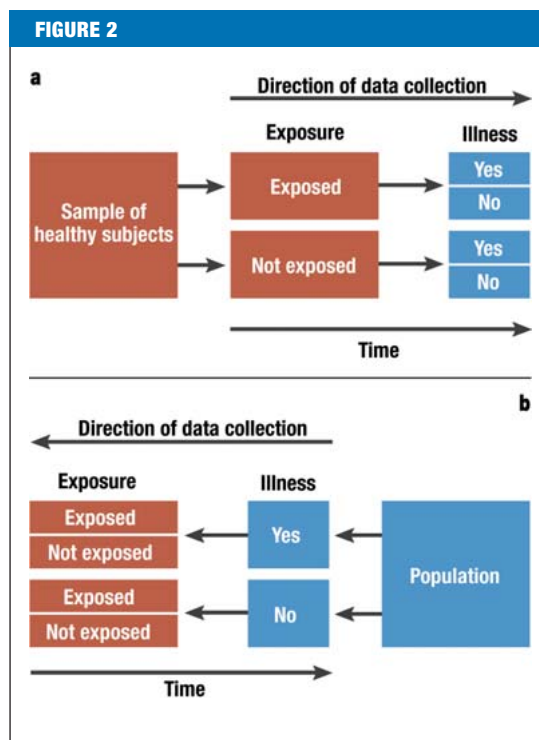 FIGURE 2
a
Direction of data collection
Exposure
Illness
Sample of
healthy subjects
Exposed
Yes
No
Not exposed
Yes
No
Time
b
Direction of data collection
Exposure
Illness
Exposed
Not exposed
Yes
Population
Exposed
Not exposed
No
Time